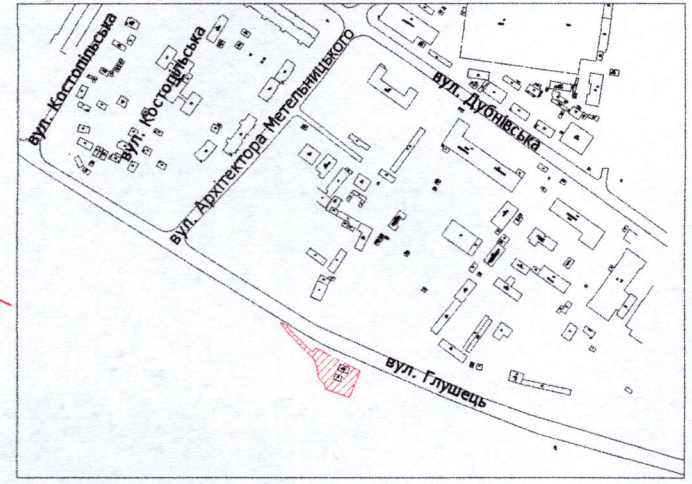 вул. Костопільська
вул. Костопільська
вул. Архітектора Метельницького
вул. Дубнівська
вул. Глушець